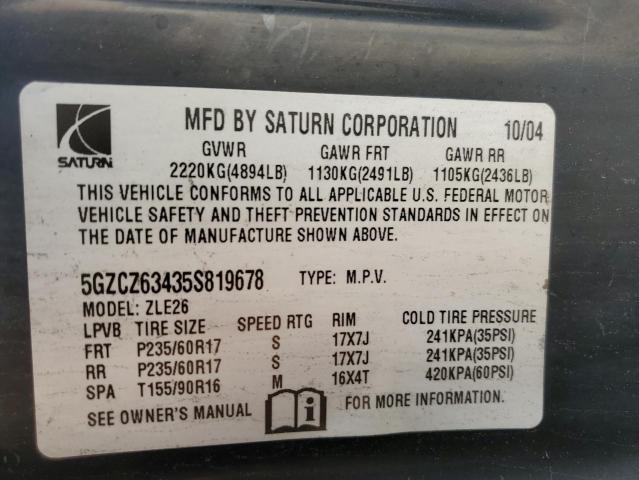 MFD BY SATURN CORPORATION 10/04
SATURN
GVWR GAWR FRT GAWR RR
2220KG(4894LB) 1130KG(2491LB) 1105KG(2436LB)
THIS VEHICLE CONFORMS TO ALL APPLICABLE U.S. FEDERAL MOTOR
VEHICLE SAFETY AND THEFT PREVENTION STANDARDS IN EFFECT ON
THE DATE OF MANUFACTURE SHOWN ABOVE.
5GZCZ63435S819678 TYPE: M.P.V.
MODEL: ZLE26
LPVB TIRE SIZE SPEED RTG RIM COLD TIRE PRESSURE
FRT P235/60R17 S 17X7J 241KPA(35PSI)
RR P235/60R17 S 17X7J 241KPA(35PSI)
SPA T155/90R16 M 16X4T 420KPA(60PSI)
SEE OWNER'S MANUAL i FOR MORE INFORMATION.